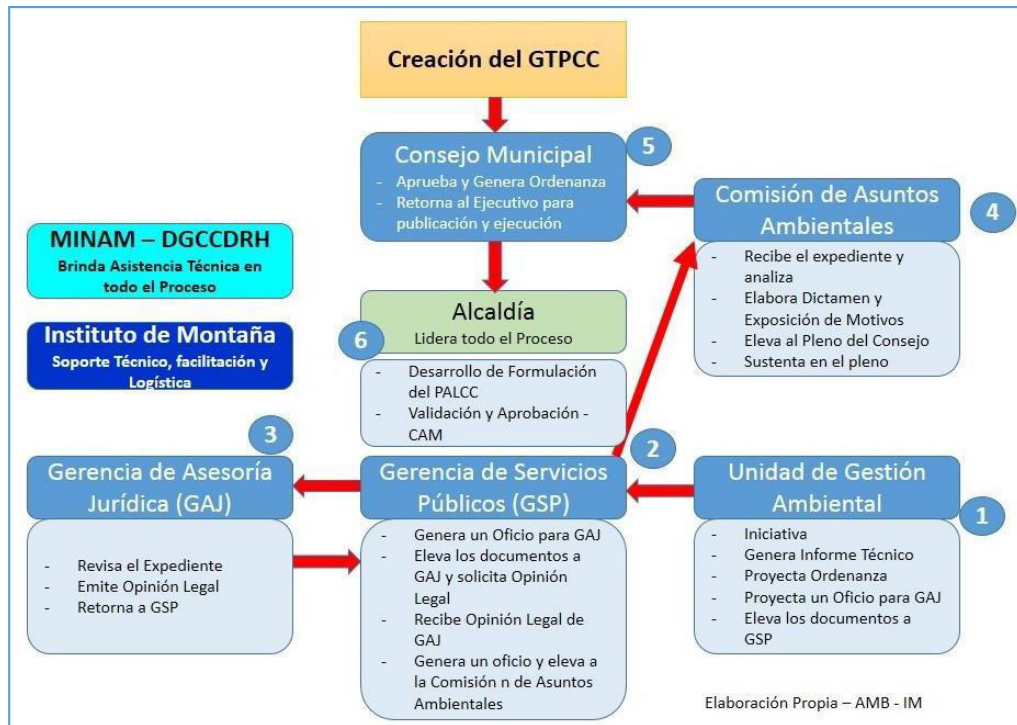 Creación del GTPCC
5
Consejo Municipal
- Aprueba y Genera Ordenanza
- Retorna al Ejecutivo para
publicación y ejecución
Comisión de Asuntos
Ambientales
4
- Recibe el expediente y
analiza
- Elabora Dictamen y
Exposición de Motivos
- Eleva al Pleno del Consejo
- Sustenta en el pleno
MINAM – DGCCDRH
Brinda Asistencia Técnica en
todo el Proceso
Instituto de Montaña
Soporte Técnico, facilitación y
Logística
Alcaldía
6
Lidera todo el Proceso
- Desarrollo de Formulación
del PALCC
- Validación y Aprobación -
CAM
3
Gerencia de Asesoría
Jurídica (GAJ)
- Revisa el Expediente
- Emite Opinión Legal
- Retorna a GSP
2
Gerencia de Servicios
Públicos (GSP)
- Genera un Oficio para GAJ
- Eleva los documentos a
GAJ y solicita Opinión
Legal
- Recibe Opinión Legal de
GAJ
- Genera un oficio y eleva a
la Comisión n de Asuntos
Ambientales
Unidad de Gestión
Ambiental
1
- Iniciativa
- Genera Informe Técnico
- Proyecta Ordenanza
- Proyecta un Oficio para GAJ
- Eleva los documentos a
GSP
Elaboración Propia – AMB - IM